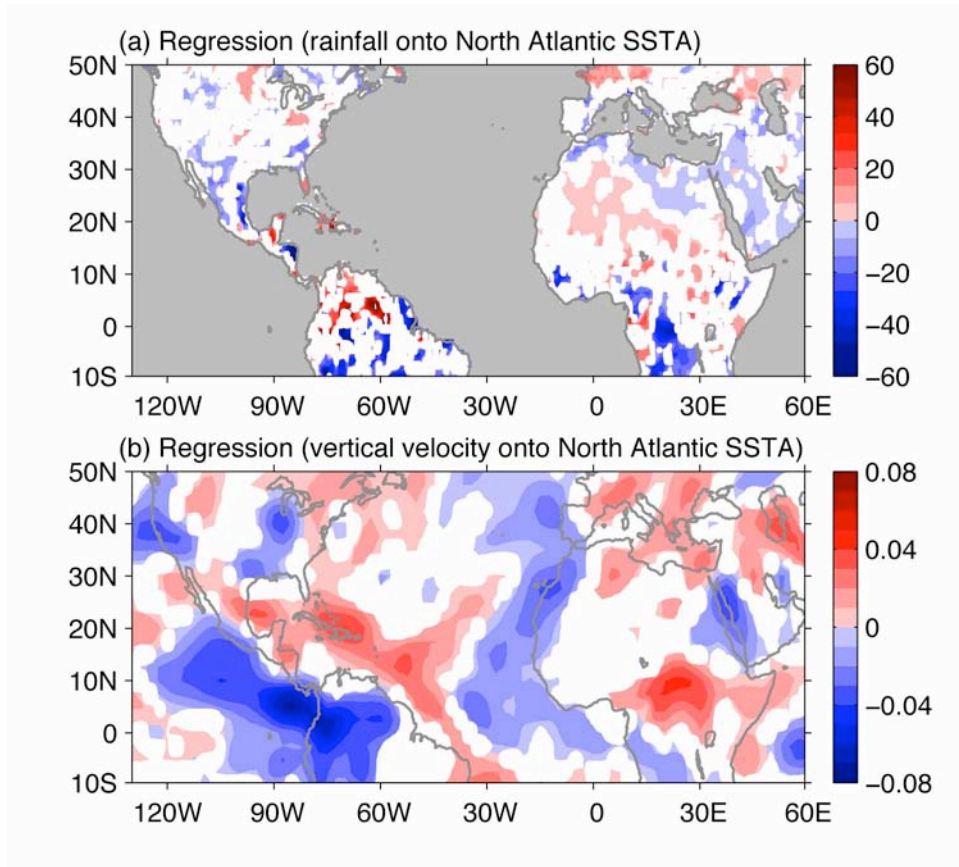 (a) Regression (rainfall onto North Atlantic SSTA)
50N
40N
30N
20N
10N
0
10S
120W 90W 60W 30W 0 30E 60E
60
40
20
0
−20
−40
−60
(b) Regression (vertical velocity onto North Atlantic SSTA)
50N
40N
30N
20N
10N
0
10S
120W 90W 60W 30W 0 30E 60E
0.08
0.04
0
−0.04
−0.08